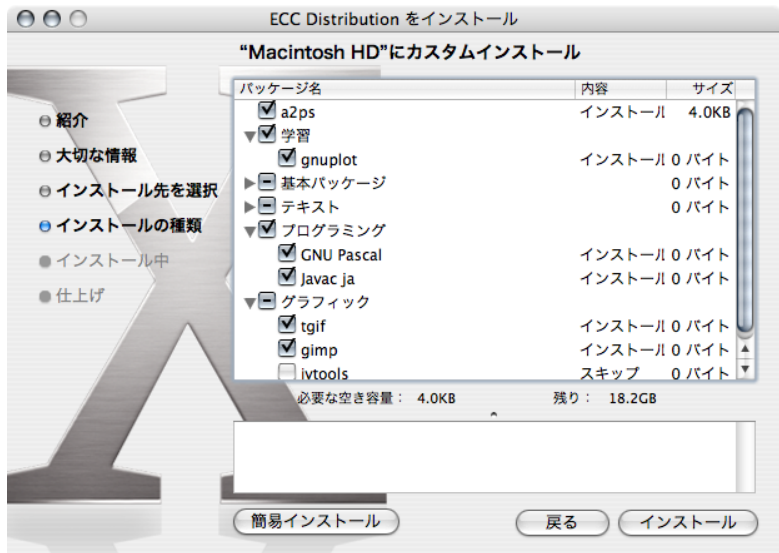 ECC Distribution をインストール
“Macintosh HD”にカスタムインストール
紹介
大切な情報
インストール先を選択
インストールの種類
インストール中
仕上げ
パッケージ名 内容 サイズ
a2ps インストール 4.0KB
学習
gnuplot インストール 0 バイト
基本パッケージ 0 バイト
テキスト 0 バイト
プログラミング
GNU Pascal インストール 0 バイト
Javac ja インストール 0 バイト
グラフィック
tgif インストール 0 バイト
gimp インストール 0 バイト
ivtools スキップ 0 バイト
必要な空き容量： 4.0KB 残り： 18.2GB
簡易インストール 戻る インストール